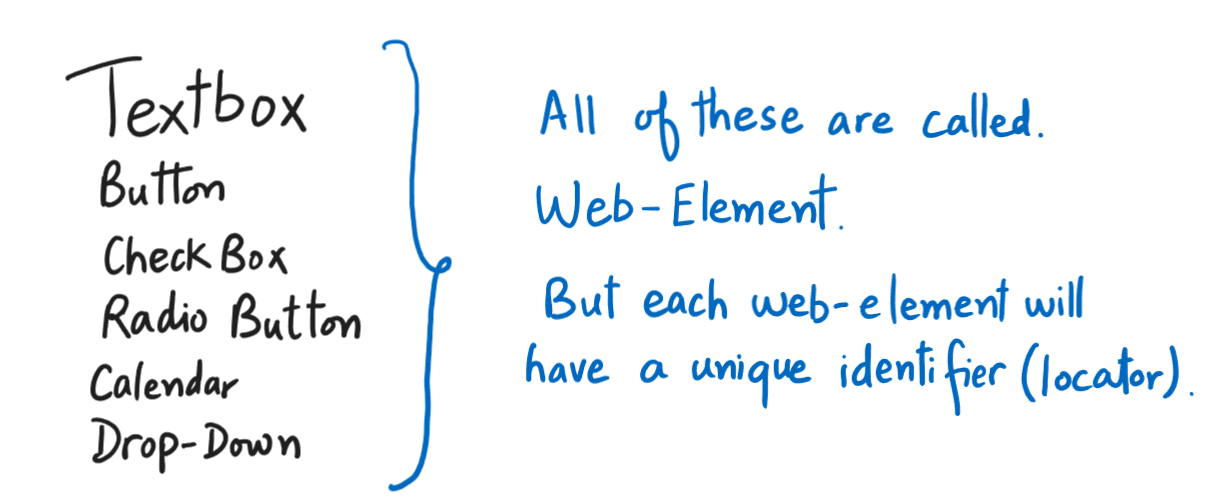 Textbox
Button
Check Box
Radio Button
Calendar
Drop-Down
All of these are called.
Web-Element.
But each web-element will
have a unique identifier (locator).